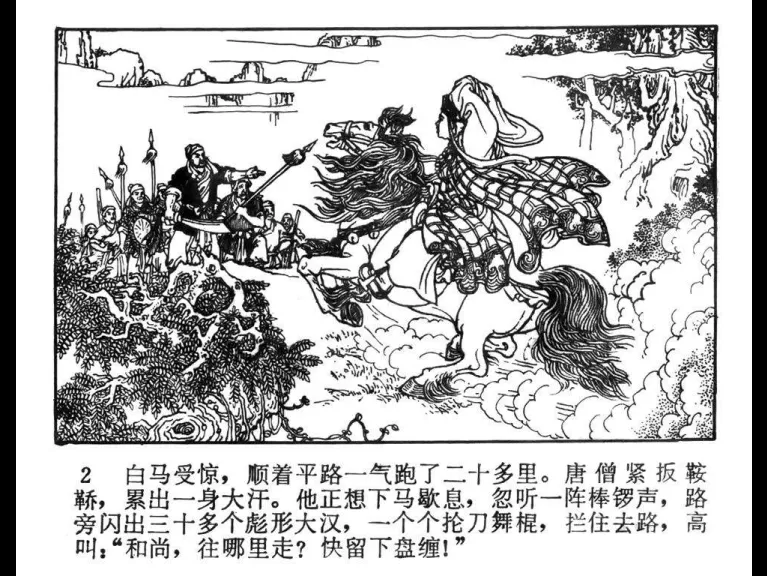 2 白马受惊，顺着平路一气跑了二十多里。唐僧紧扳鞍
鞒，累出一身大汗。他正想下马歇息，忽听一阵棒锣声，路
旁闪出三十多个彪形大汉，一个个抡刀舞棍，拦住去路，高
叫：“和尚，往哪里走？快留下盘缠！”